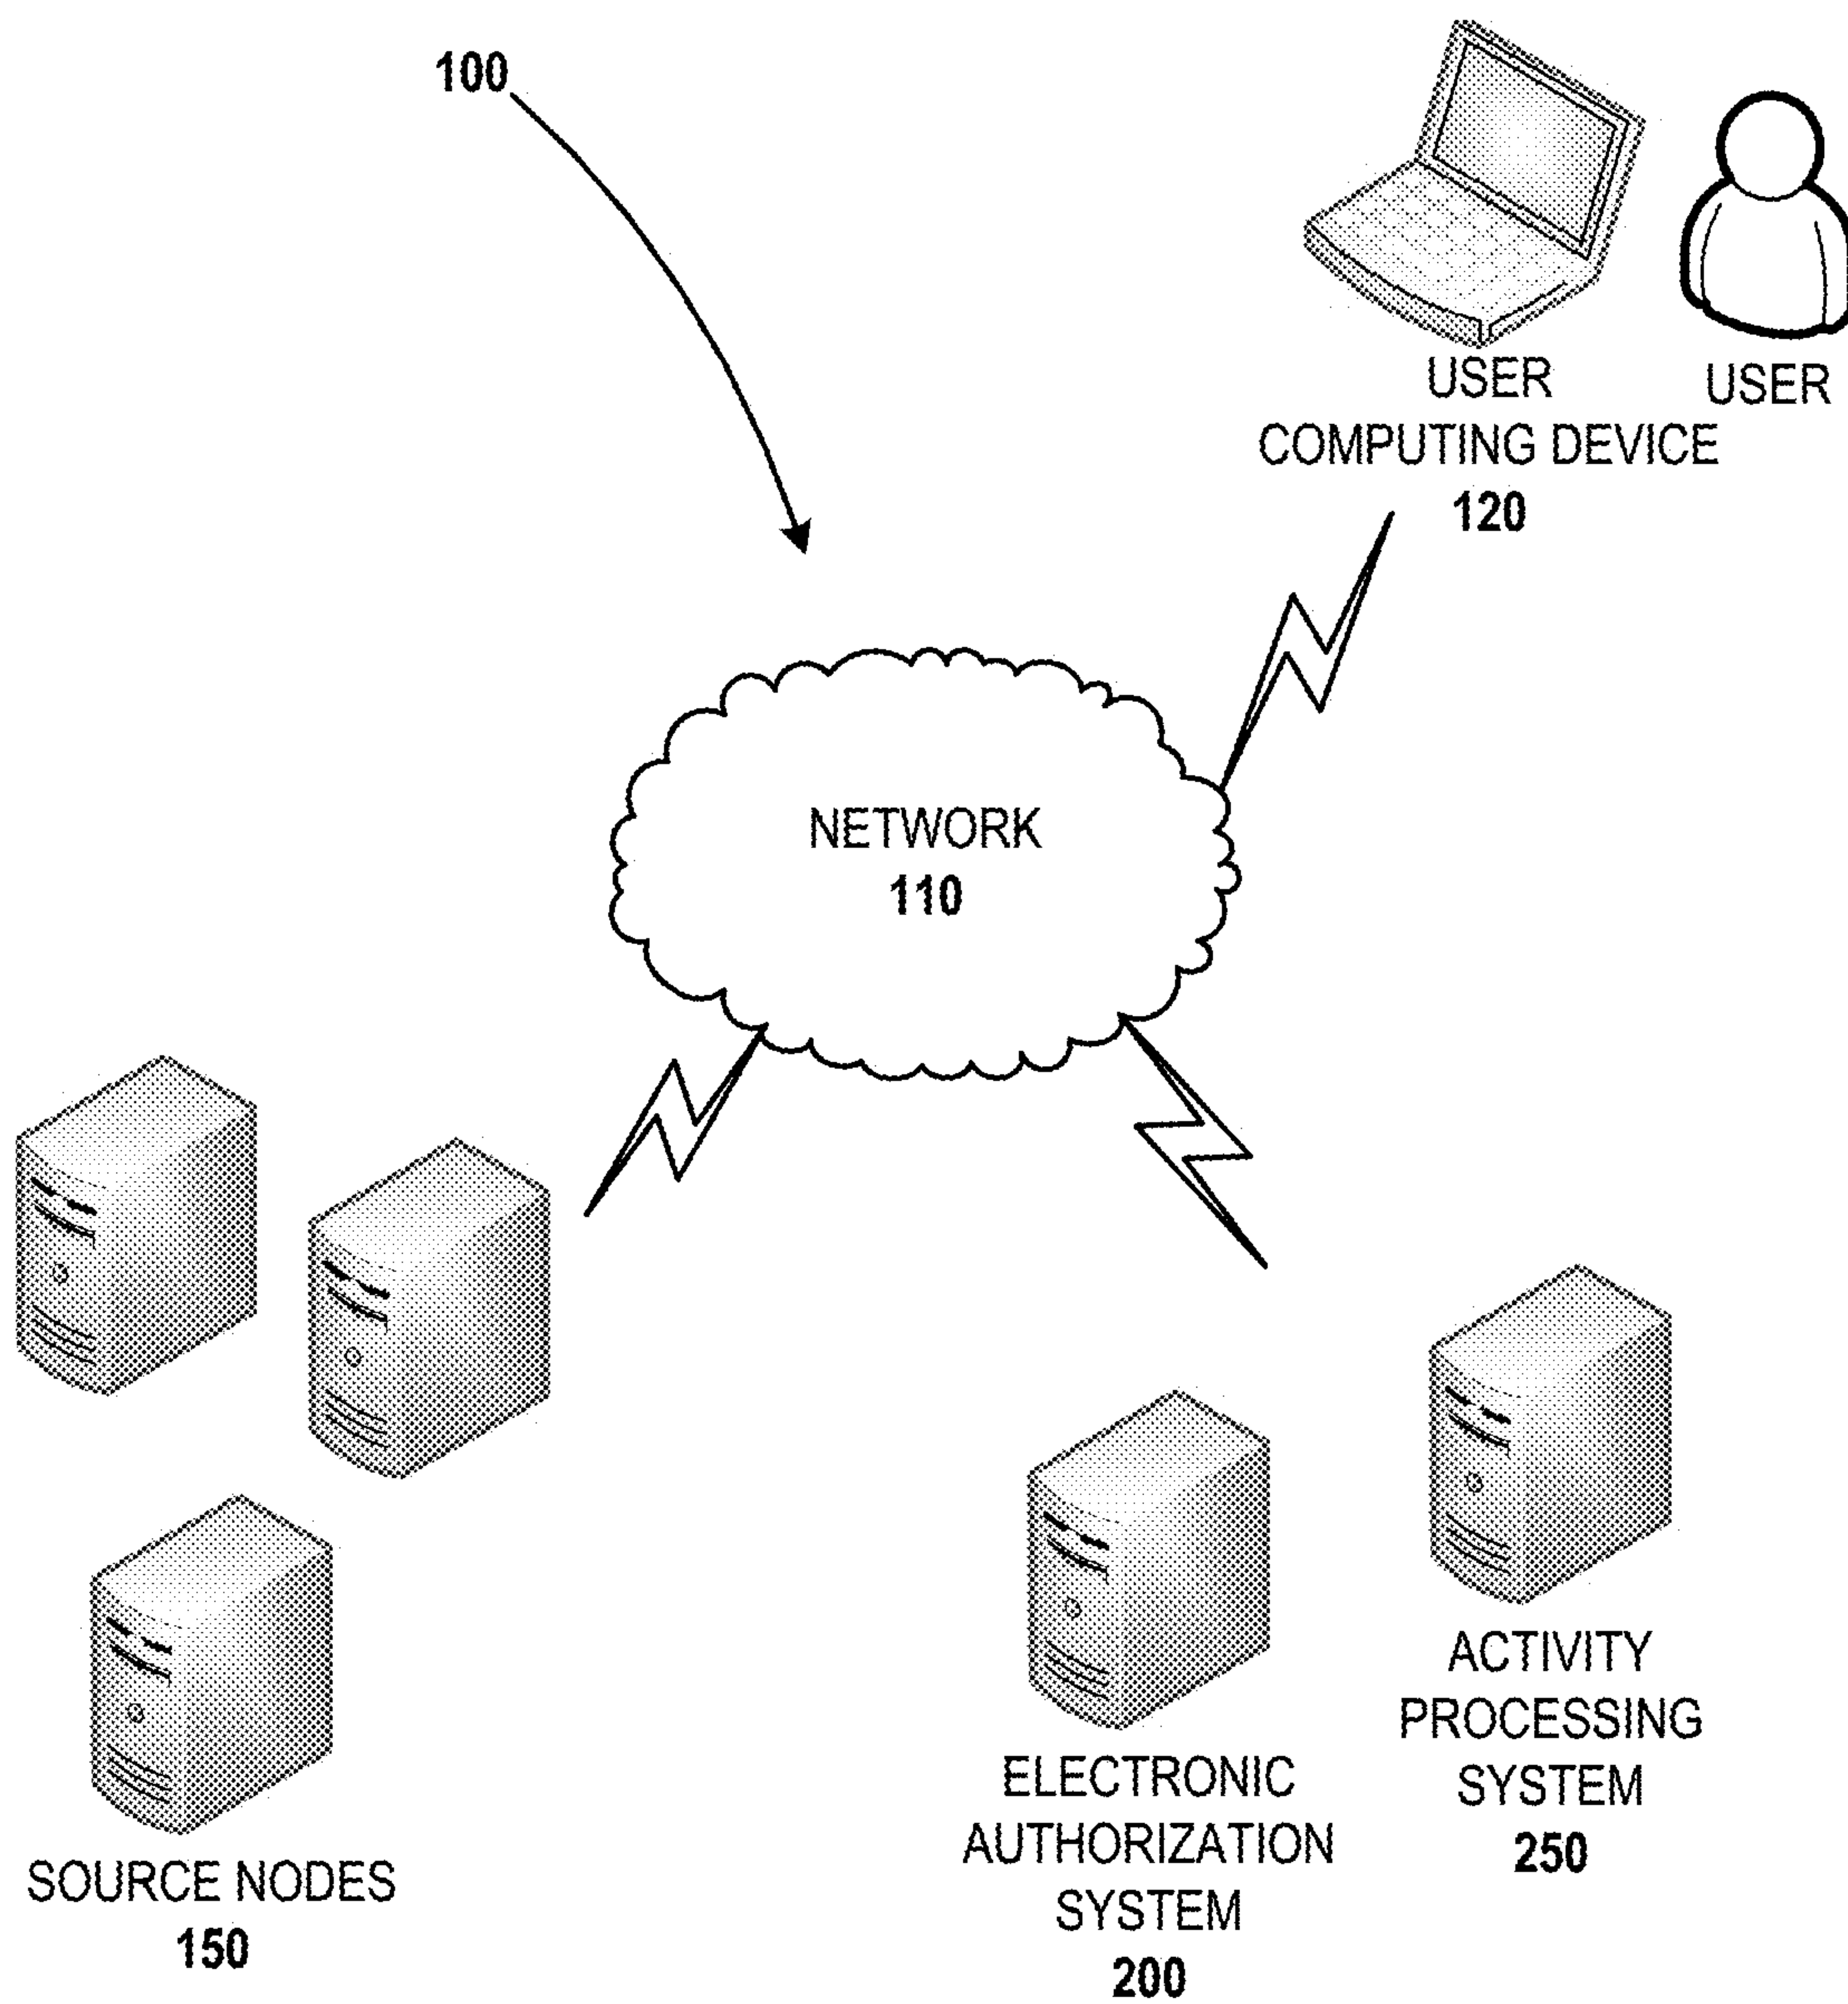 100
USER
COMPUTING DEVICE
120
USER
NETWORK
110
SOURCE NODES
150
ELECTRONIC
AUTHORIZATION
SYSTEM
200
ACTIVITY
PROCESSING
SYSTEM
250